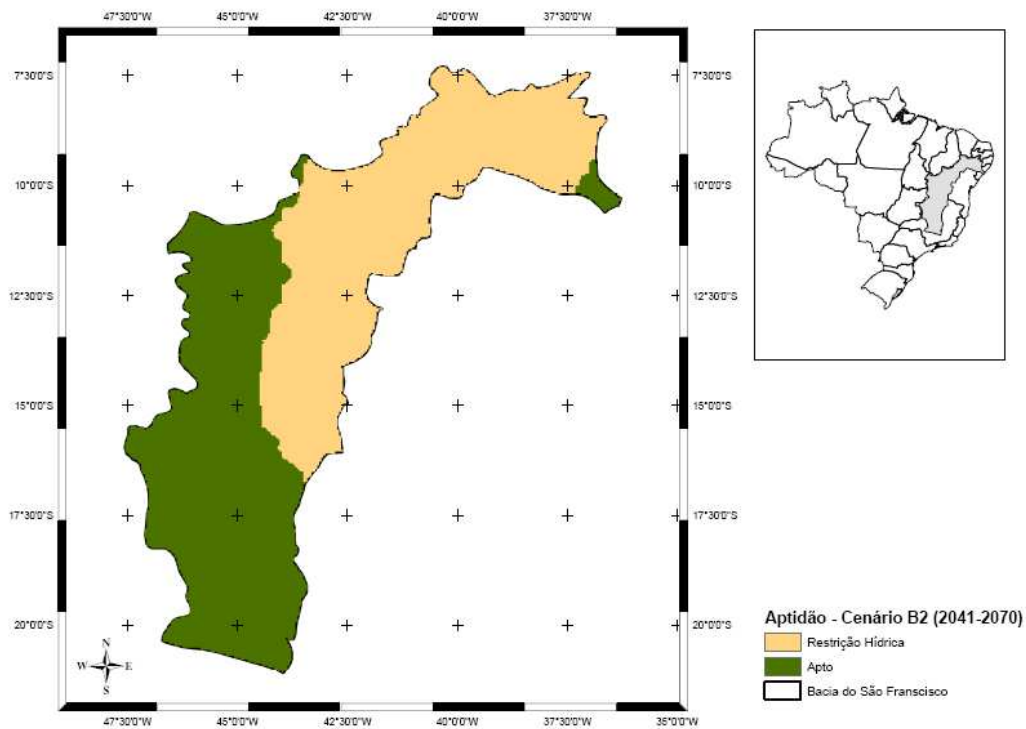 47°30'0"W 45°0'0"W 42°30'0"W 40°0'0"W 37°30'0"W
7°30'0"S 7°30'0"S
10°0'0"S 10°0'0"S
12°30'0"S 12°30'0"S
15°0'0"S 15°0'0"S
17°30'0"S 17°30'0"S
20°0'0"S 20°0'0"S
N
W E
S
47°30'0"W 45°0'0"W 42°30'0"W 40°0'0"W 37°30'0"W 35°0'0"W
Aptidão - Cenário B2 (2041-2070)
Restrição Hídrica
Apto
Bacia do São Franscisco